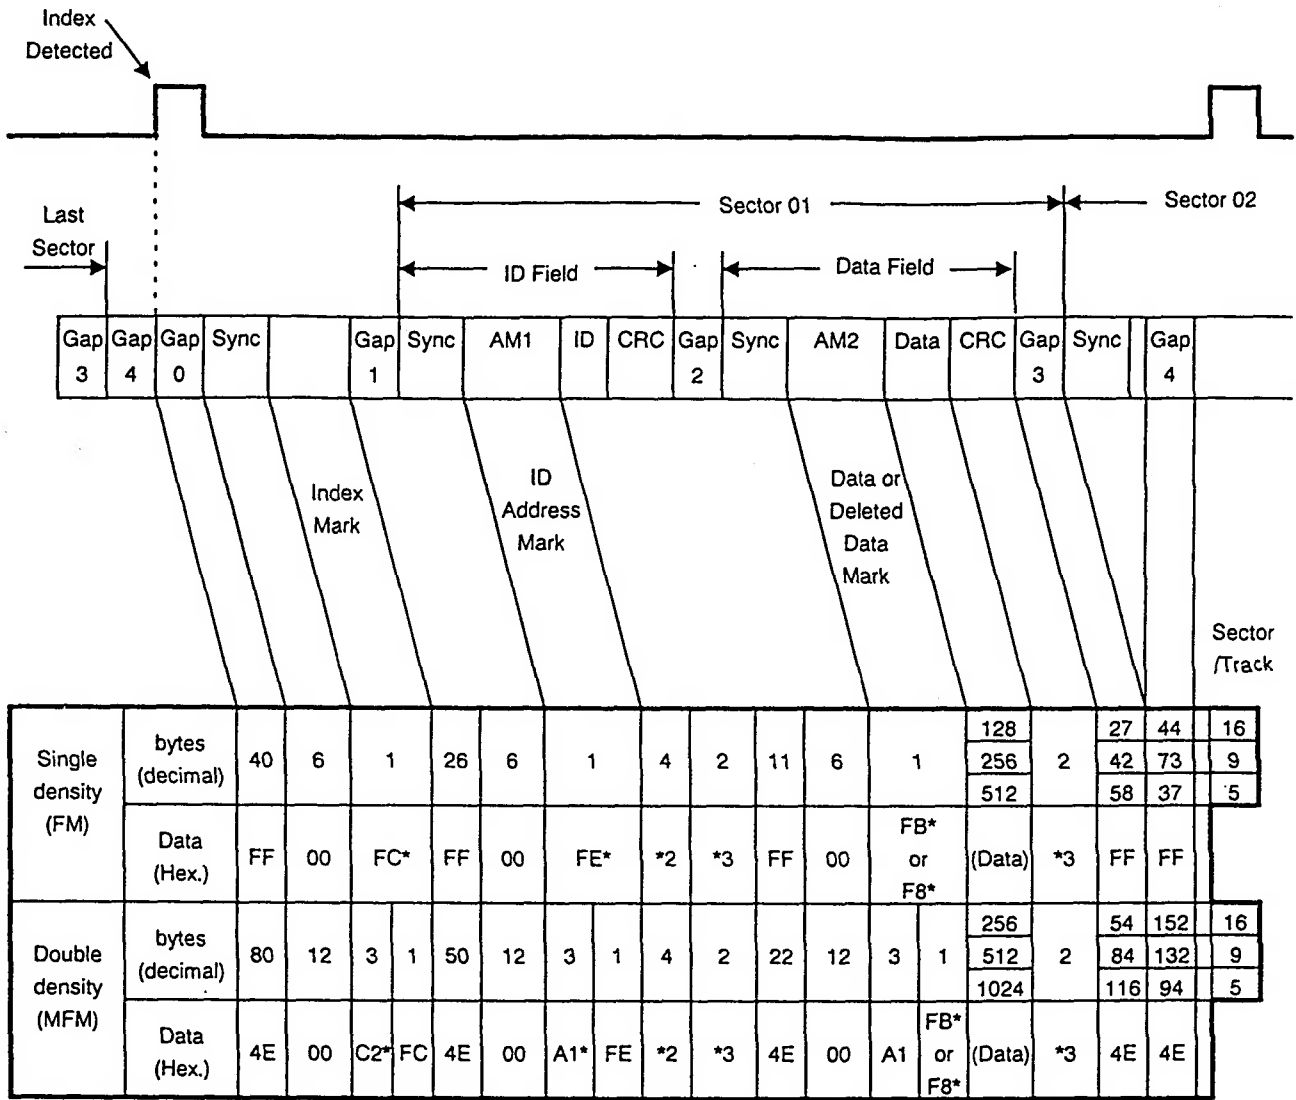 Index
Detected
Last
Sector
Sector 01
Sector 02
ID Field
Data Field
Gap 3
Gap 4
Gap 0
Sync
Gap 1
Sync
AM1
ID
CRC
Gap 2
Sync
AM2
Data
CRC
Gap 3
Sync
Gap 4
Index
Mark
ID
Address
Mark
Data or
Deleted
Data
Mark
Sector
/Track
Single density (FM)
bytes (decimal) 40 6 1 26 6 1 4 2 11 6 1 128 2 27 44 16
256 42 73 9
512 58 37 5
Data (Hex.) FF 00 FC* FF 00 FE* *2 *3 FF 00 FB* or F8* (Data) *3 FF FF
Double density (MFM)
bytes (decimal) 80 12 3 1 50 12 3 1 4 2 22 12 3 1 256 2 54 152 16
512 84 132 9
1024 116 94 5
Data (Hex.) 4E 00 C2* FC 4E 00 A1* FE *2 *3 4E 00 A1 FB* or F8* (Data) *3 4E 4E